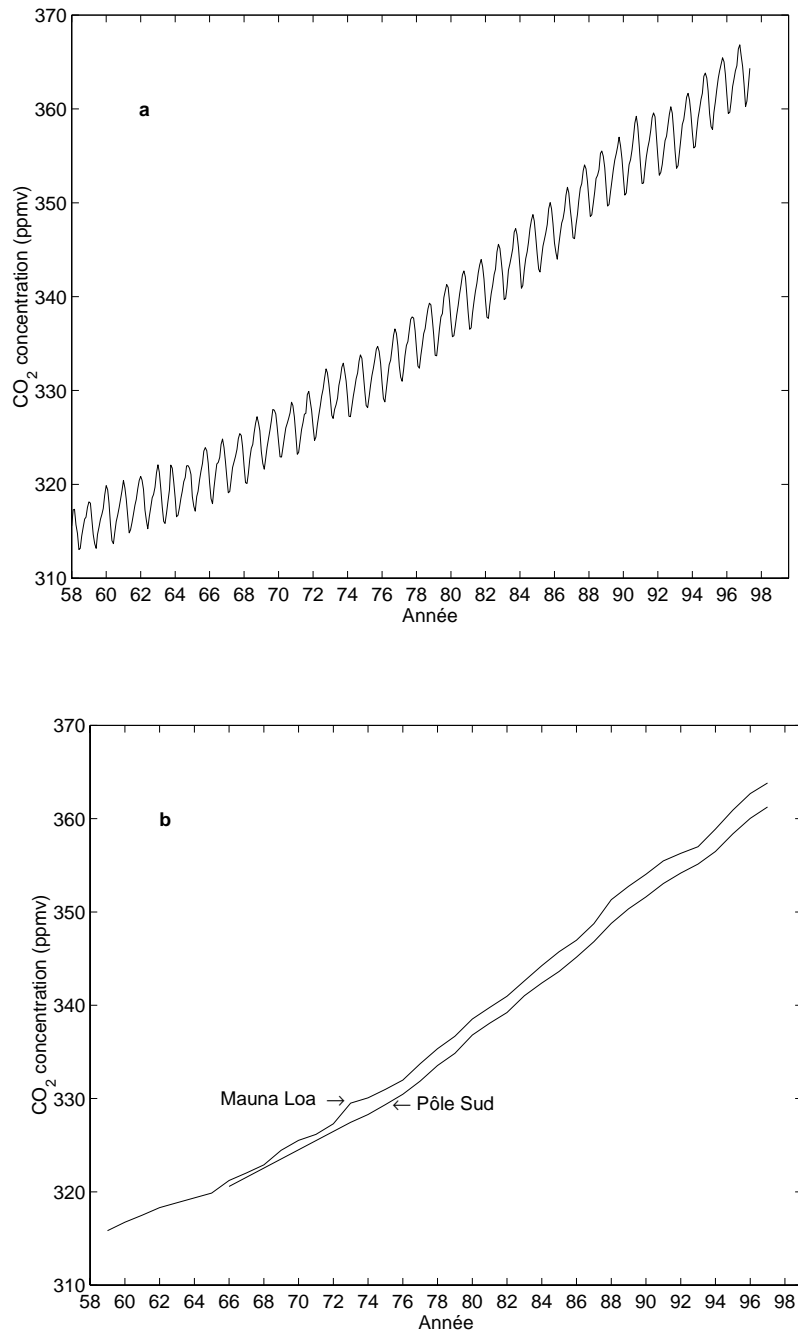 370
360
a
350
CO2 concentration (ppmv)
340
330
320
310
58 60 62 64 66 68 70 72 74 76 78 80 82 84 86 88 90 92 94 96 98
Année
370
360
b
350
CO2 concentration (ppmv)
340
330
Mauna Loa → ← Pôle Sud
320
310
58 60 62 64 66 68 70 72 74 76 78 80 82 84 86 88 90 92 94 96 98
Année